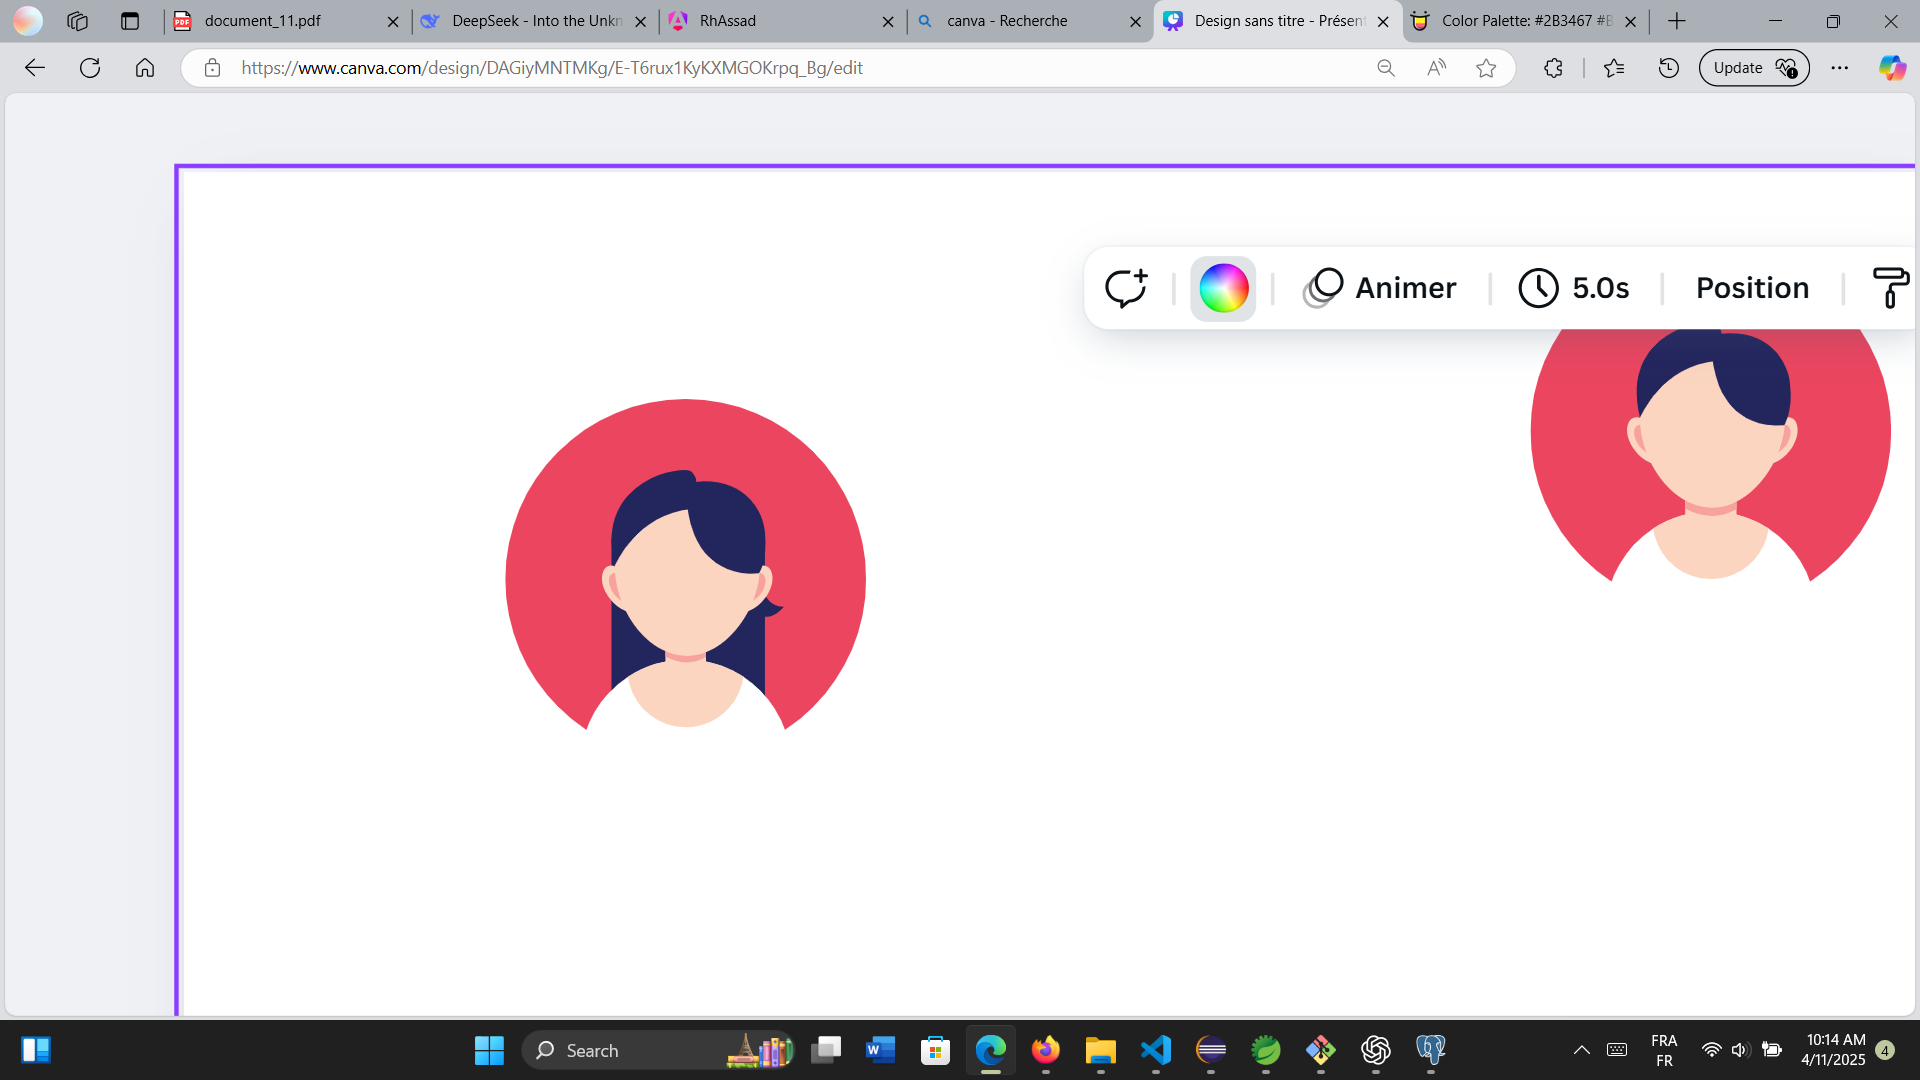 document_11.pdf
DeepSeek - Into the Unkn
RhAssad
canva - Recherche
Design sans titre - Présent
Color Palette: #2B3467 #B
https://www.canva.com/design/DAGiyMNTMKg/E-T6rux1KyKXMGOKrpq_Bg/edit
Update
Animer
5.0s
Position
Search
FRA
FR
10:14 AM
4/11/2025
4